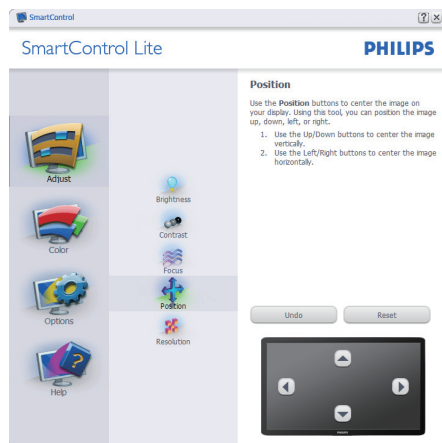 SmartControl
SmartControl Lite
PHILIPS
Adjust
Color
Options
Help
Brightness
Contrast
Focus
Position
Resolution
Position
Use the Position buttons to center the image on
your display. Using this tool, you can position the image
up, down, left, or right.
1. Use the Up/Down buttons to center the image
vertically.
2. Use the Left/Right buttons to center the image
horizontally.
Undo
Reset
PHILIPS